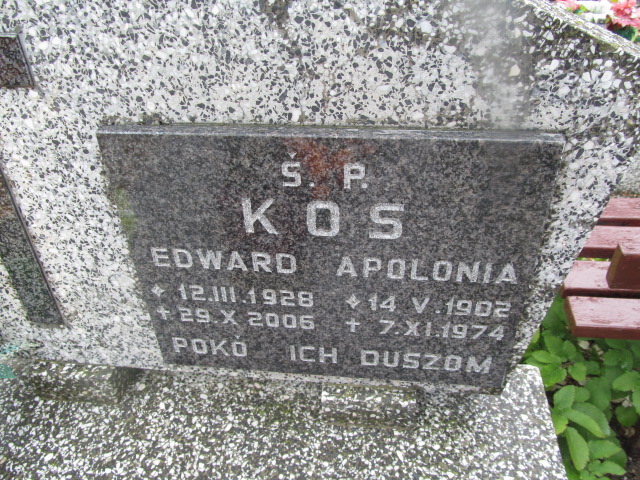 Ś. P.
KOS
EDWARD APOLONIA
* 12.III.1928 * 14 V. 1902
+ 29.X 2006 + 7.XI.1974
POKÓ ICH DUSZOM